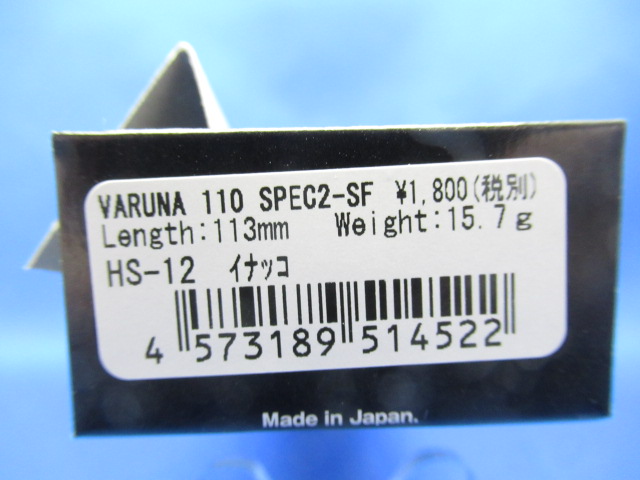 VARUNA 110 SPEC2-SF ¥1,800(税別)
Length:113mm Weight:15.7g
HS-12 ｲﾅｯｺ
4 573189 514522
Made in Japan.